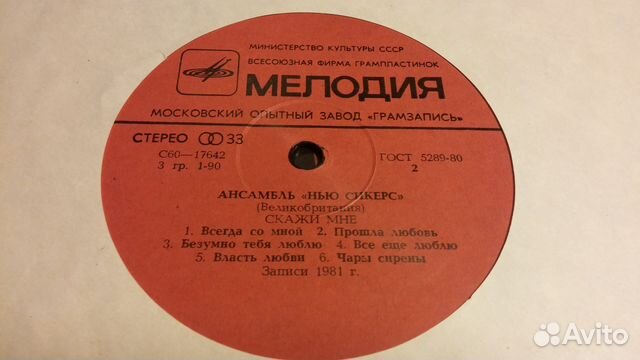 МИНИСТЕРСТВО КУЛЬТУРЫ СССР
ВСЕСОЮЗНАЯ ФИРМА ГРАМПЛАСТИНОК
МЕЛОДИЯ
МОСКОВСКИЙ ОПЫТНЫЙ ЗАВОД «ГРАМЗАПИСЬ»
СТЕРЕО 33
С60—17642
3 гр. 1-90
ГОСТ 5289-80
2
АНСАМБЛЬ «НЬЮ СИКЕРС»
(Великобритания)
СКАЖИ МНЕ
1. Всегда со мной 2. Прошла любовь
3. Безумно тебя люблю 4. Все еще люблю
5. Власть любви 6. Чары сирены
Записи 1981 г.
Avito